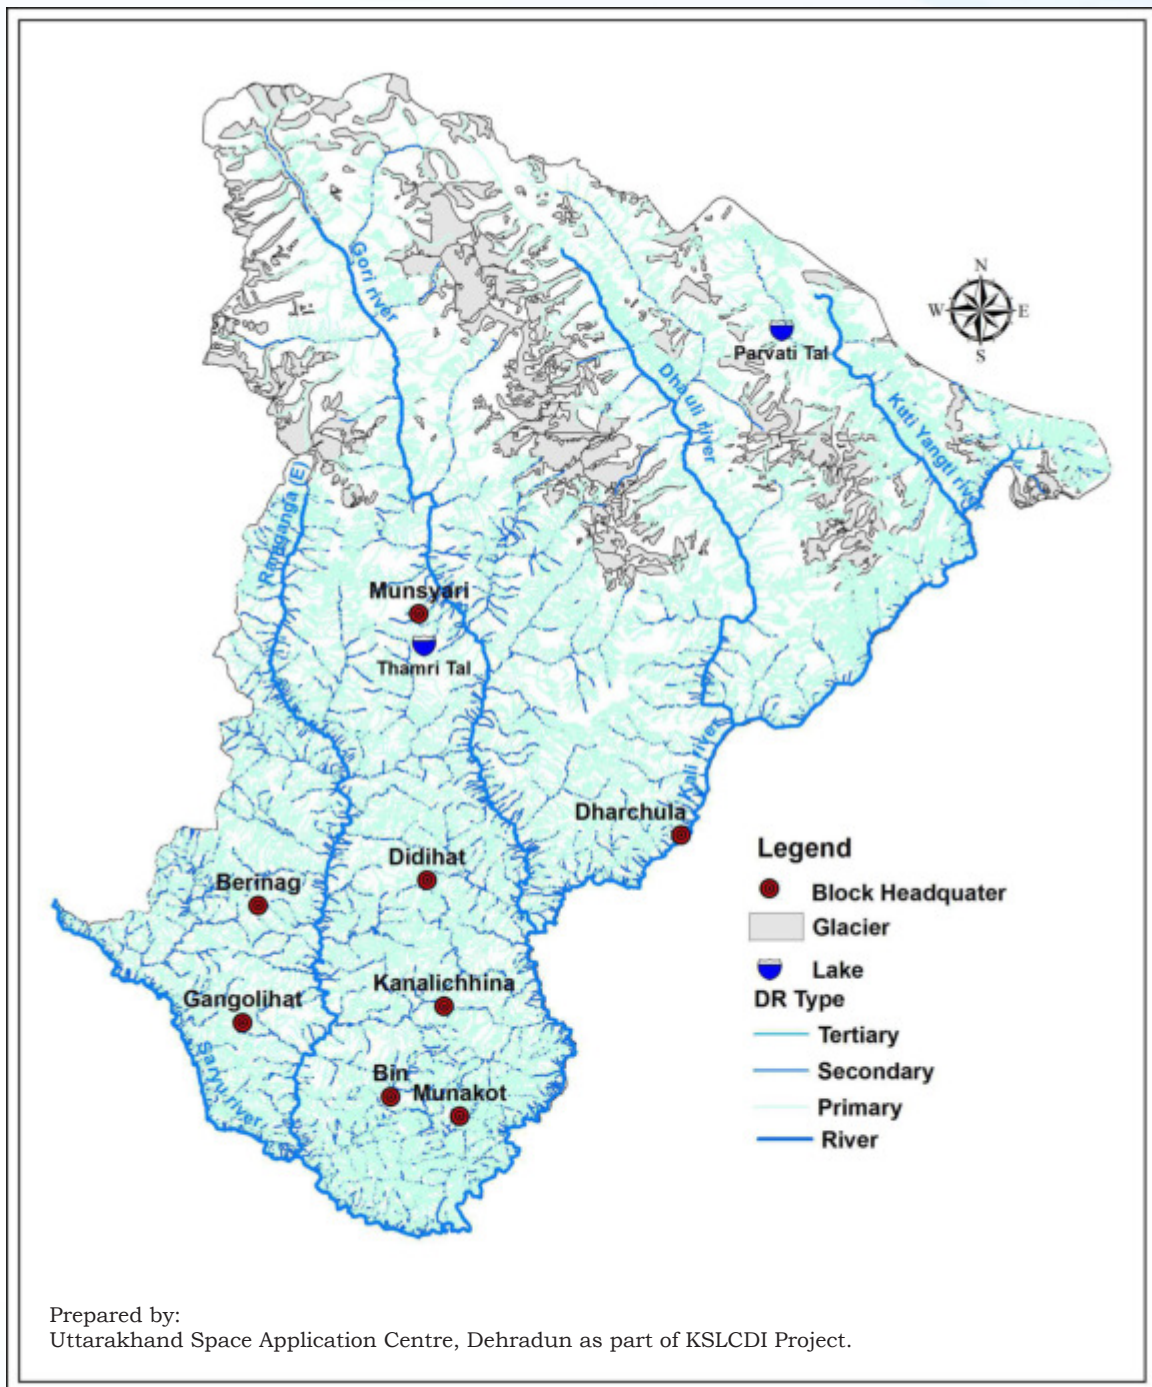 N
W
E
S
Gori river
Parvati Tal
Dhauli river
Kuti Yangti river
Ramganga (E)
Munsyari
Thamri Tal
Kali river
Dharchula
Didihat
Berinag
Kanalichhina
Gangolihat
Saryu river
Bin
Munakot
Legend
Block Headquater
Glacier
Lake
DR Type
Tertiary
Secondary
Primary
River
Prepared by:
Uttarakhand Space Application Centre, Dehradun as part of KSLCDI Project.